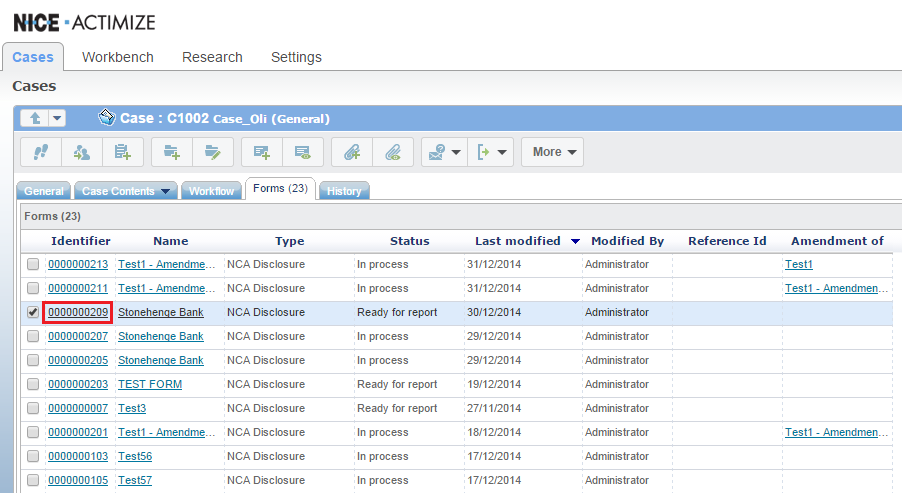 NICE · ACTIMIZE
Cases Workbench Research Settings
Cases
Case : C1002 Case_Oli (General)
More
General Case Contents Workflow Forms (23) History
Forms (23)
Identifier Name Type Status Last modified Modified By Reference Id Amendment of
0000000213 Test1 - Amendme... NCA Disclosure In process 31/12/2014 Administrator Test1
0000000211 Test1 - Amendme... NCA Disclosure In process 31/12/2014 Administrator Test1 - Amendmen...
0000000209 Stonehenge Bank NCA Disclosure Ready for report 30/12/2014 Administrator
0000000207 Stonehenge Bank NCA Disclosure In process 29/12/2014 Administrator
0000000205 Stonehenge Bank NCA Disclosure In process 29/12/2014 Administrator
0000000203 TEST FORM NCA Disclosure Ready for report 19/12/2014 Administrator
0000000007 Test3 NCA Disclosure Ready for report 27/11/2014 Administrator
0000000201 Test1 - Amendme... NCA Disclosure In process 18/12/2014 Administrator Test1 - Amendmen...
0000000103 Test56 NCA Disclosure In process 17/12/2014 Administrator
0000000105 Test57 NCA Disclosure In process 17/12/2014 Administrator